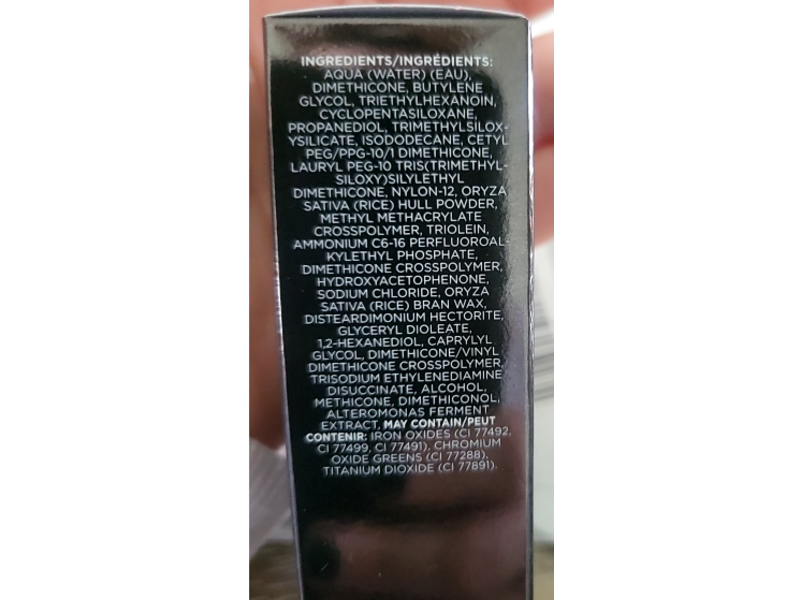 INGREDIENTS/INGRÉDIENTS:
AQUA (WATER) (EAU),
DIMETHICONE, BUTYLENE
GLYCOL, TRIETHYLHEXANOIN,
CYCLOPENTASILOXANE,
PROPANEDIOL, TRIMETHYLSILOX-
YSILICATE, ISODODECANE, CETYL
PEG/PPG-10/1 DIMETHICONE,
LAURYL PEG-10 TRIS(TRIMETHYL-
SILOXY)SILYLETHYL
DIMETHICONE, NYLON-12, ORYZA
SATIVA (RICE) HULL POWDER,
METHYL METHACRYLATE
CROSSPOLYMER, TRIOLEIN,
AMMONIUM C6-16 PERFLUOROAL-
KYLETHYL PHOSPHATE,
DIMETHICONE CROSSPOLYMER,
HYDROXYACETOPHENONE,
SODIUM CHLORIDE, ORYZA
SATIVA (RICE) BRAN WAX,
DISTEARDIMONIUM HECTORITE,
GLYCERYL DIOLEATE,
1,2-HEXANEDIOL, CAPRYLYL
GLYCOL, DIMETHICONE/VINYL
DIMETHICONE CROSSPOLYMER,
TRISODIUM ETHYLENEDIAMINE
DISUCCINATE, ALCOHOL,
METHICONE, DIMETHICONOL,
ALTEROMONAS FERMENT
EXTRACT. MAY CONTAIN/PEUT
CONTENIR: IRON OXIDES (CI 77492,
CI 77499, CI 77491), CHROMIUM
OXIDE GREENS (CI 77288),
TITANIUM DIOXIDE (CI 77891).